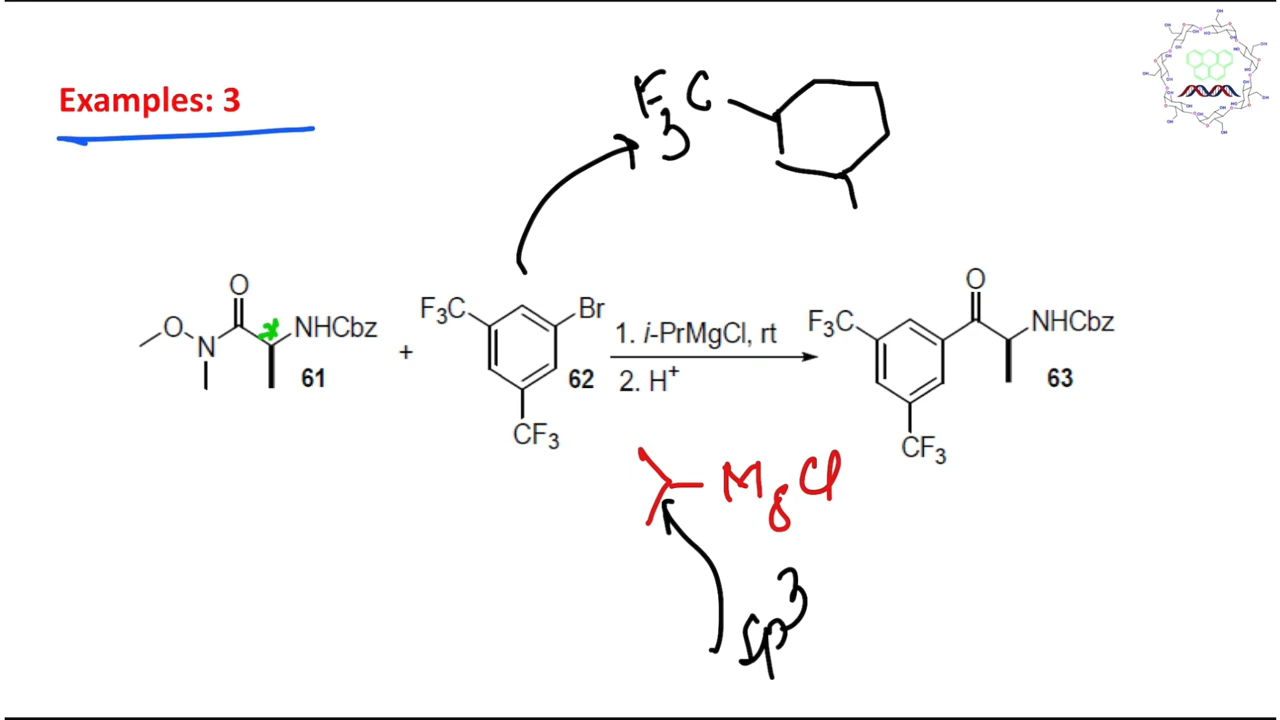 Examples: 3
F3C
O
O
N
NHCbz
61
+
F3C
Br
62
CF3
1. i-PrMgCl, rt
2. H+
O
F3C
NHCbz
63
CF3
MgCl
Sp3